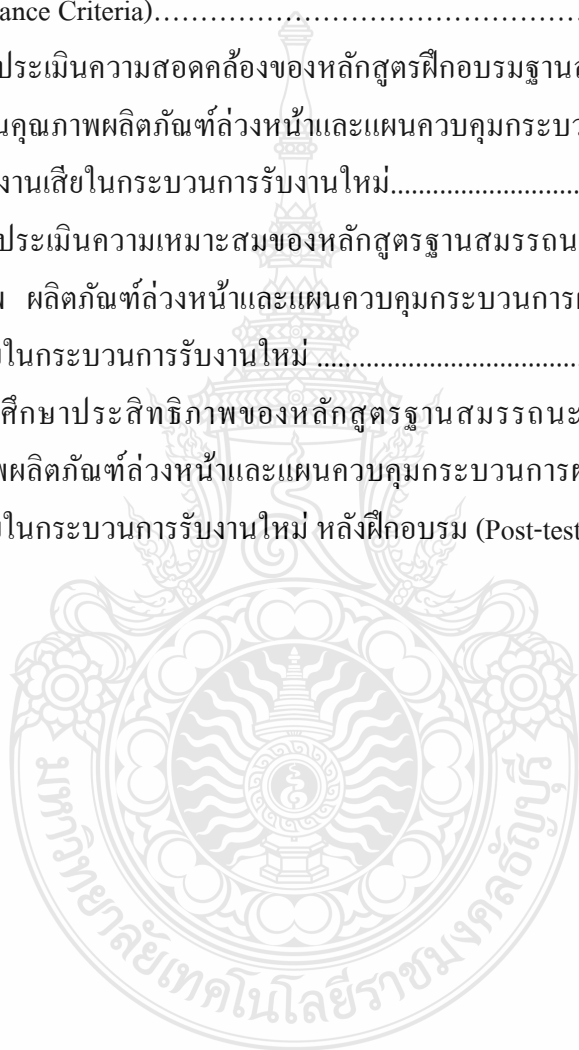 ance Criteria)……………………………………
ประเมินความสอดคล้องของหลักสูตรฝึกอบรมฐาน
คุณภาพผลิตภัณฑ์ล่วงหน้าและแผนควบคุมกระบว
งานเสียในกระบวนการรับงานใหม่..............................
ประเมินความเหมาะสมของหลักสูตรฐานสมรรถน
ผลิตภัณฑ์ล่วงหน้าและแผนควบคุมกระบวนการ
ในกระบวนการรับงานใหม่ ..........................................
ศึกษาประสิทธิภาพของหลักสูตรฐานสมรรถนะ
ผลิตภัณฑ์ล่วงหน้าและแผนควบคุมกระบวนการ
ในกระบวนการรับงานใหม่ หลังฝึกอบรม (Post-test
มหาวิทยาลัยเทคโนโลยีราชมงคลธัญบุรี